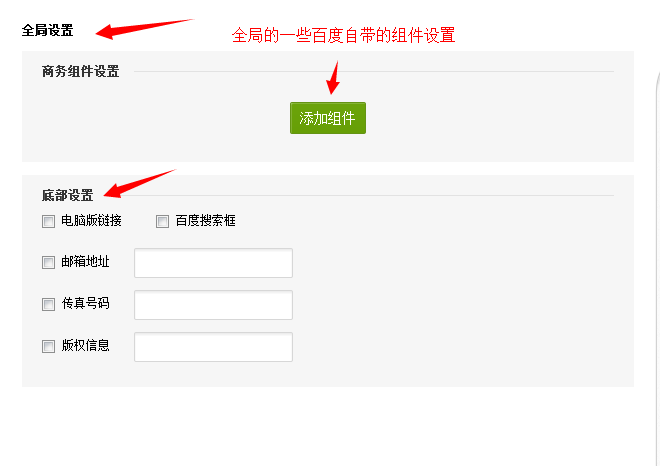 全局设置
全局的一些百度自带的组件设置
商务组件设置
添加组件
底部设置
电脑版链接 百度搜索框
邮箱地址
传真号码
版权信息